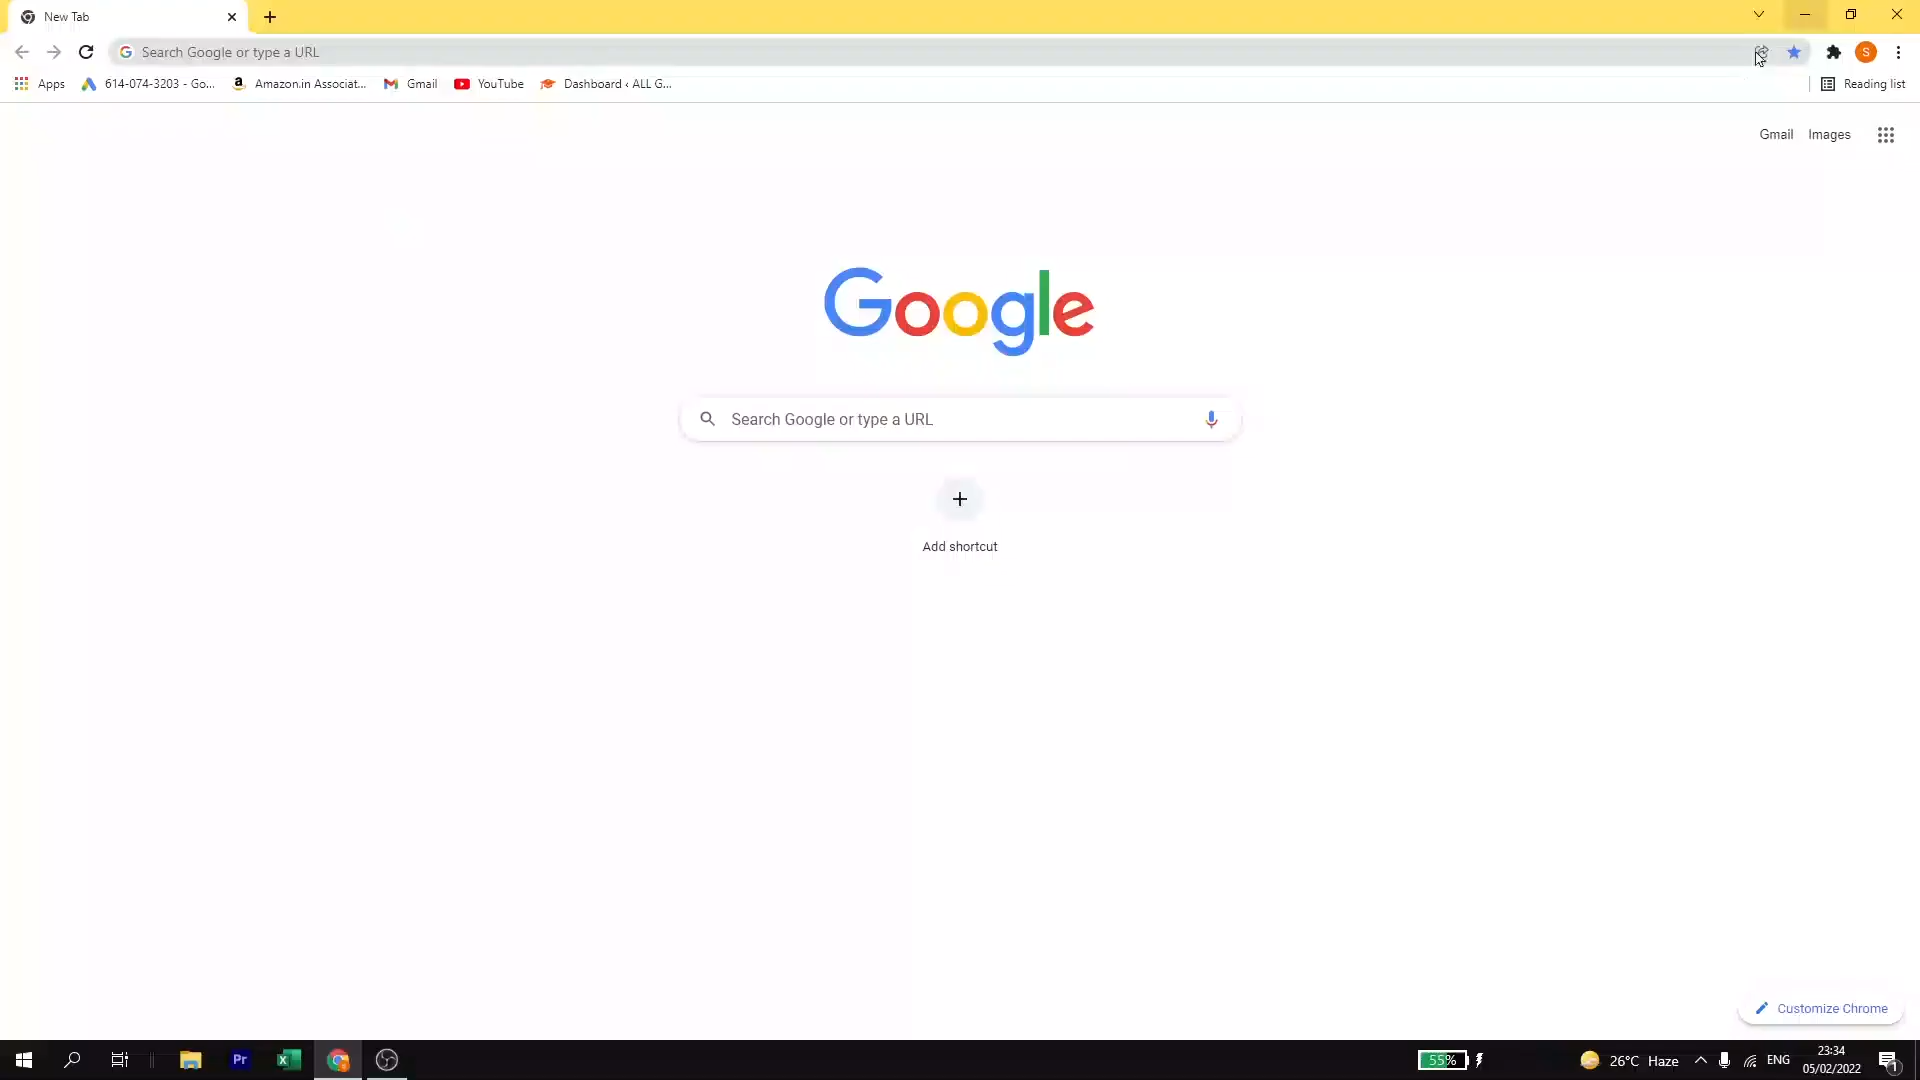 New Tab
Search Google or type a URL
S
Apps
614-074-3203 - Go...
Amazon.in Associat...
Gmail
YouTube
Dashboard ‹ ALL G...
Reading list
Gmail Images
Google
Search Google or type a URL
Add shortcut
Customize Chrome
Pr
55%
26°C Haze
ENG
23:34
05/02/2022
1